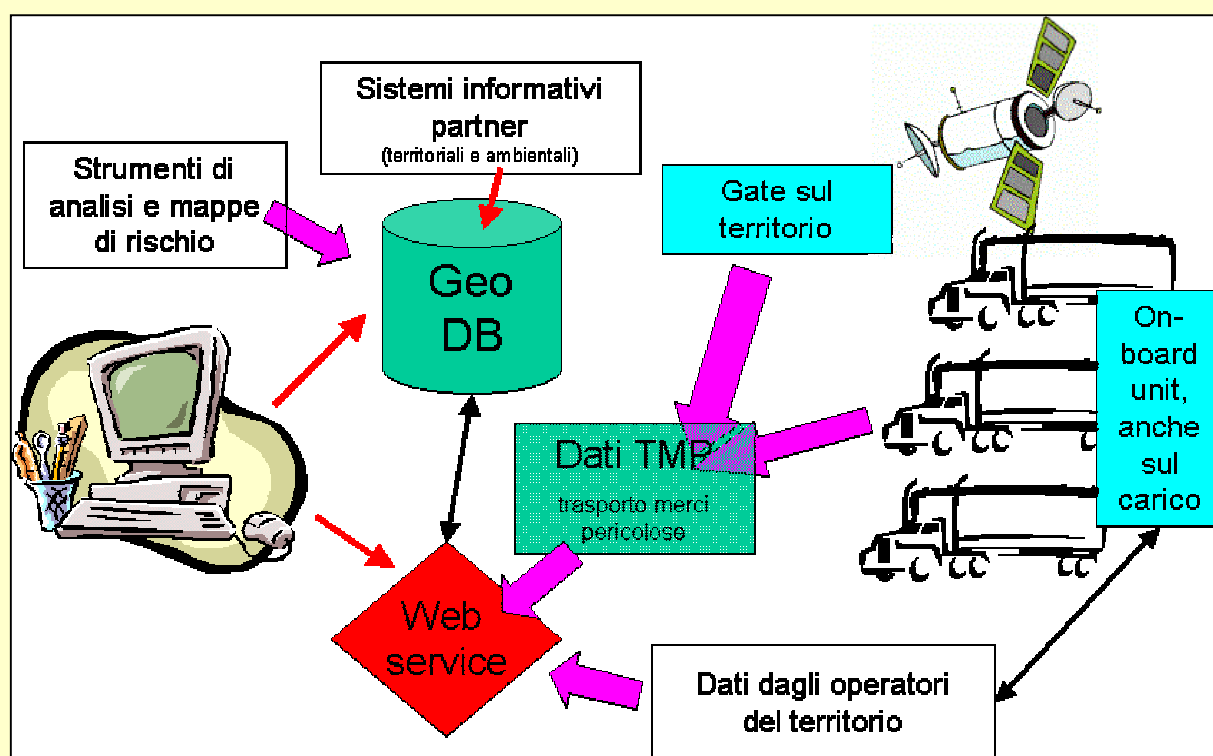 Sistemi informativi
partner
(territoriali e ambientali)
Strumenti di
analisi e mappe
di rischio
Gate sul
territorio
Geo
DB
On-
board
unit,
anche
sul
carico
Dati TMP
trasporto merci
pericolose
Web
service
Dati dagli operatori
del territorio